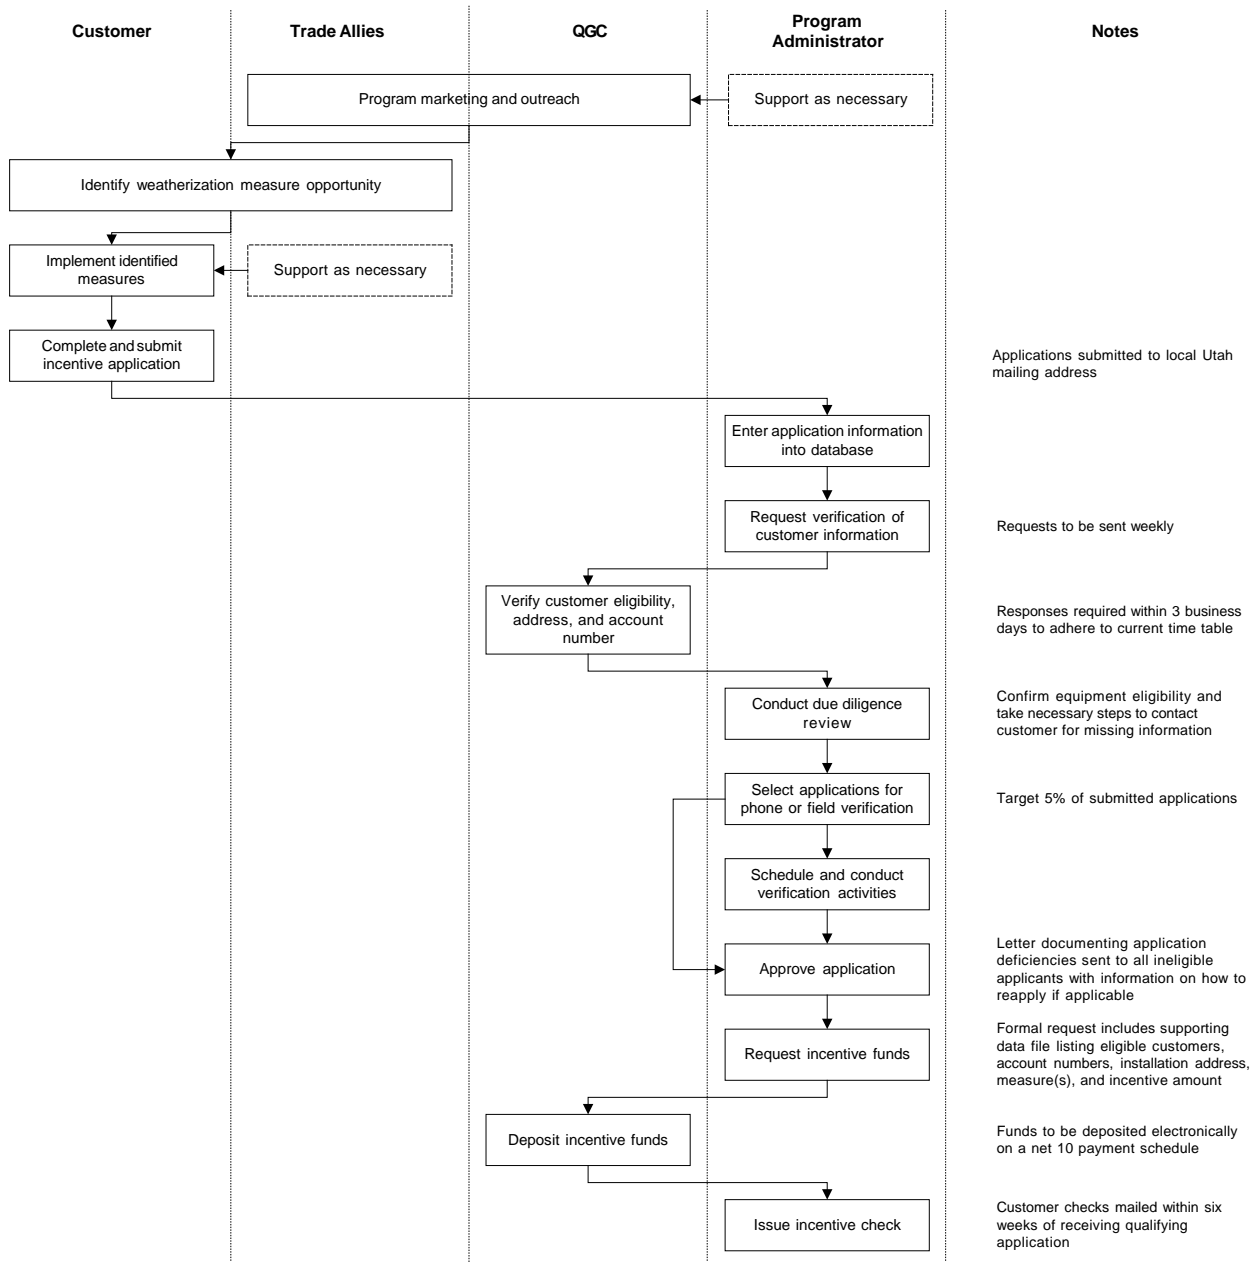 Customer
Trade Allies
QGC
Program
Administrator
Notes
Program marketing and outreach
Support as necessary
Identify weatherization measure opportunity
Implement identified
measures
Support as necessary
Complete and submit
incentive application
Applications submitted to local Utah
mailing address
Enter application information
into database
Request verification of
customer information
Requests to be sent weekly
Verify customer eligibility,
address, and account
number
Responses required within 3 business
days to adhere to current time table
Conduct due diligence
review
Confirm equipment eligibility and
take necessary steps to contact
customer for missing information
Select applications for
phone or field verification
Target 5% of submitted applications
Schedule and conduct
verification activities
Approve application
Letter documenting application
deficiencies sent to all ineligible
applicants with information on how to
reapply if applicable
Request incentive funds
Formal request includes supporting
data file listing eligible customers,
account numbers, installation address,
measure(s), and incentive amount
Deposit incentive funds
Funds to be deposited electronically
on a net 10 payment schedule
Issue incentive check
Customer checks mailed within six
weeks of receiving qualifying
application